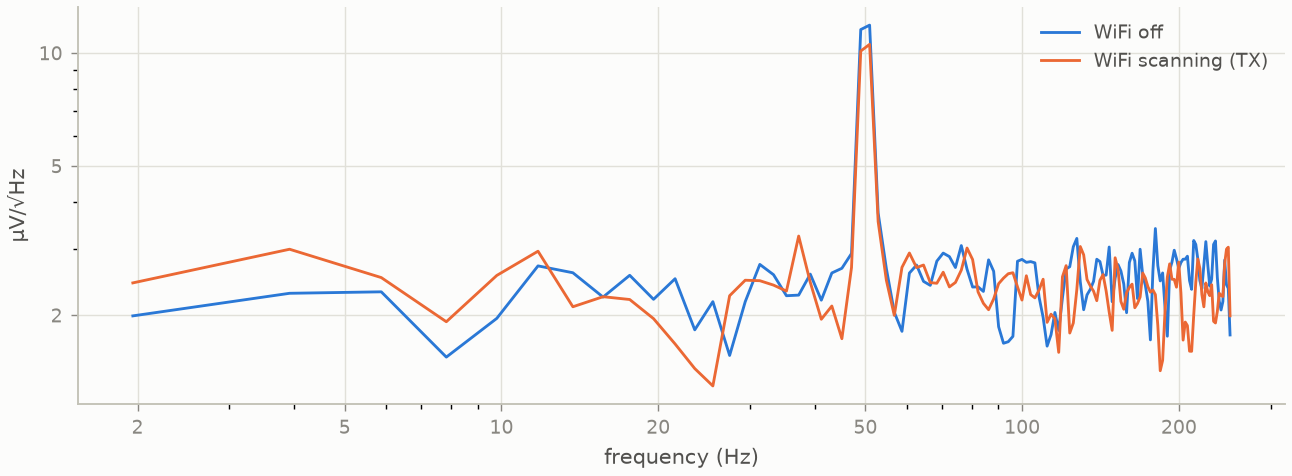 WiFi off
WiFi scanning (TX)
10
5
2
µV/√Hz
2 5 10 20 50 100 200
frequency (Hz)